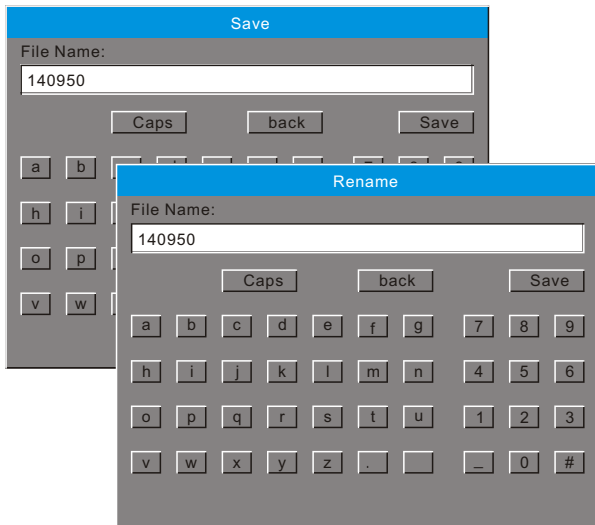 Save
File Name:
140950
Caps back Save
a b
h i
o p
v w
Rename
File Name:
140950
Caps back Save
a b c d e f g 7 8 9
h i j k l m n 4 5 6
o p q r s t u 1 2 3
v w x y z . _ 0 #